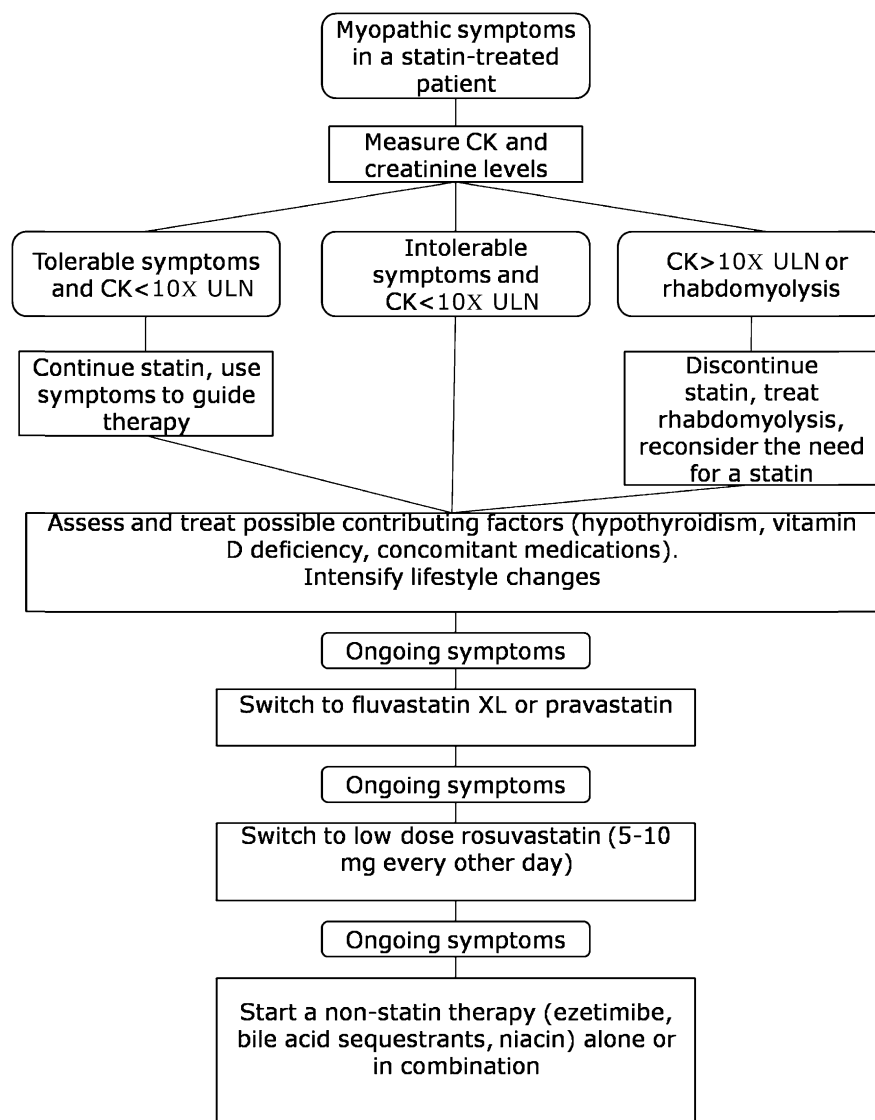 Myopathic symptoms
in a statin-treated
patient
Measure CK and
creatinine levels
Tolerable symptoms
and CK<10X ULN
Intolerable
symptoms and
CK<10X ULN
CK>10X ULN or
rhabdomyolysis
Continue statin, use
symptoms to guide
therapy
Discontinue
statin, treat
rhabdomyolysis,
reconsider the need
for a statin
Assess and treat possible contributing factors (hypothyroidism, vitamin
D deficiency, concomitant medications).
Intensify lifestyle changes
Ongoing symptoms
Switch to fluvastatin XL or pravastatin
Ongoing symptoms
Switch to low dose rosuvastatin (5-10
mg every other day)
Ongoing symptoms
Start a non-statin therapy (ezetimibe,
bile acid sequestrants, niacin) alone or
in combination